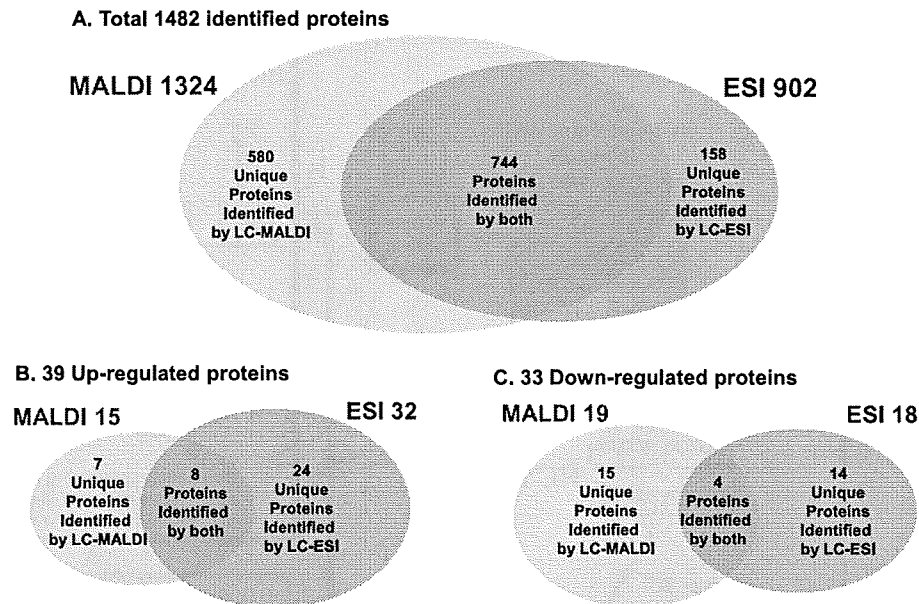 A. Total 1482 identified proteins
MALDI 1324
ESI 902
580
Unique
Proteins
Identified
by LC-MALDI
744
Proteins
Identified
by both
158
Unique
Proteins
Identified
by LC-ESI
B. 39 Up-regulated proteins
MALDI 15
ESI 32
7
Unique
Proteins
Identified
by LC-MALDI
8
Proteins
Identified
by both
24
Unique
Proteins
Identified
by LC-ESI
C. 33 Down-regulated proteins
MALDI 19
ESI 18
15
Unique
Proteins
Identified
by LC-MALDI
4
Proteins
Identified
by both
14
Unique
Proteins
Identified
by LC-ESI